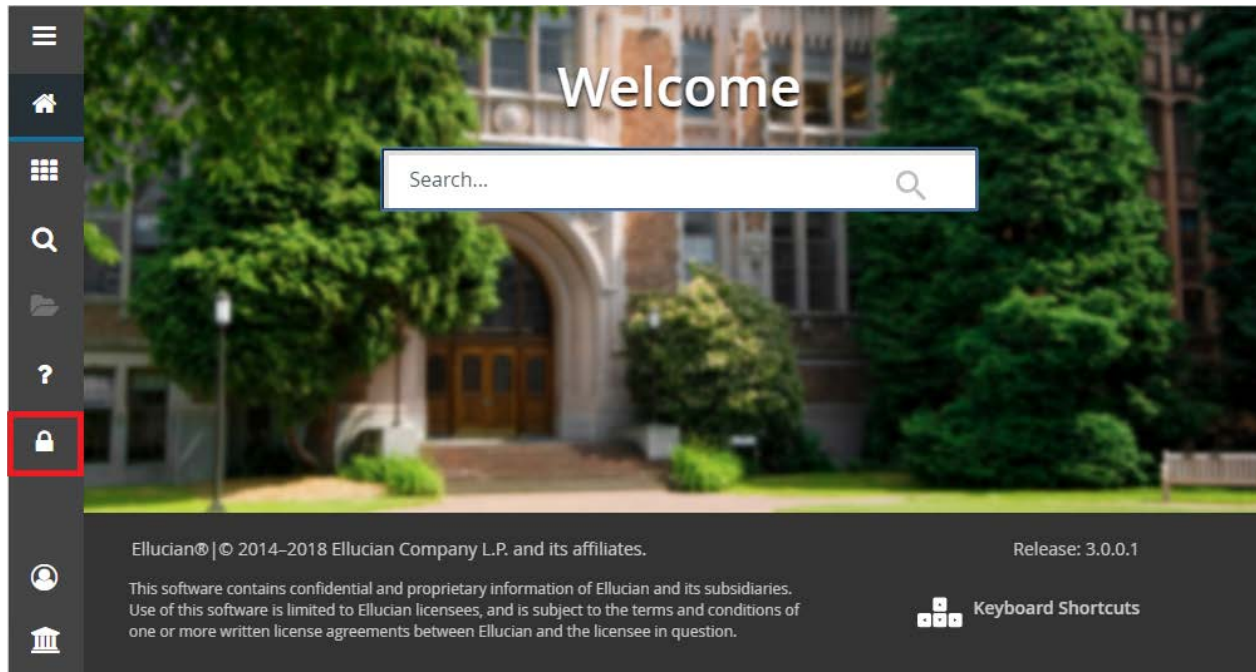 Welcome
Search...
Ellucian®|© 2014–2018 Ellucian Company L.P. and its affiliates.
Release: 3.0.0.1
This software contains confidential and proprietary information of Ellucian and its subsidiaries.
Use of this software is limited to Ellucian licensees, and is subject to the terms and conditions of
one or more written license agreements between Ellucian and the licensee in question.
Keyboard Shortcuts